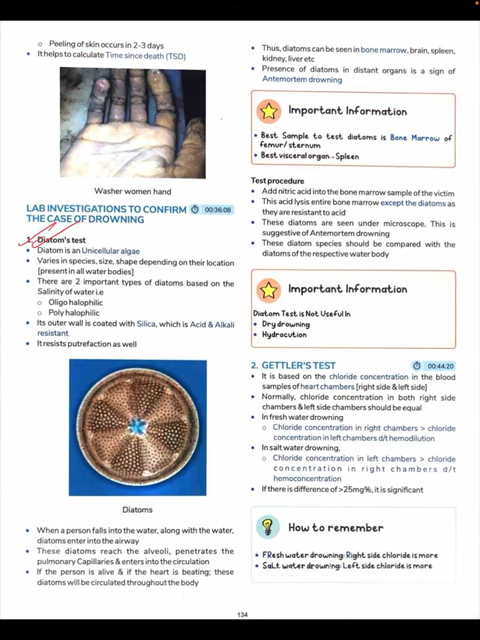 Peeling of skin occurs in 2-3 days
It helps to calculate Time since death (TSD)
Washer women hand
LAB INVESTIGATIONS TO CONFIRM
THE CASE OF DROWNING
00:36:08
1. Diatom's test
Diatom is an Unicellular algae
Varies in species, size, shape depending on their location
[present in all water bodies]
There are 2 important types of diatoms based on the
Salinity of water i.e
Oligo halophilic
Poly halophilic
Its outer wall is coated with Silica, which is Acid & Alkali
resistant
It resists putrefaction as well
Diatoms
When a person falls into the water, along with the water,
diatoms enter into the airway
These diatoms reach the alveoli, penetrates the
pulmonary Capillaries & enters into the circulation
If the person is alive & if the heart is beating; these
diatoms will be circulated throughout the body
Thus, diatoms can be seen in bone marrow, brain, spleen,
kidney, liver etc
Presence of diatoms in distant organs is a sign of
Antemortem drowning
Important Information
Best Sample to test diatoms is Bone Marrow of
femur/ sternum
Best visceral organ→Spleen
Test procedure
Add nitric acid into the bone marrow sample of the victim
This acid lysis entire bone marrow except the diatoms as
they are resistant to acid
These diatoms are seen under microscope. This is
suggestive of Antemortem drowning
These diatom species should be compared with the
diatoms of the respective water body
Important Information
Diatom Test is Not Useful In
Dry drowning
Hydrocution
2. GETTLER'S TEST
00:44:20
It is based on the chloride concentration in the blood
samples of heart chambers [right side & left side]
Normally, chloride concentration in both right side
chambers & left side chambers should be equal
In fresh water drowning
Chloride concentration in right chambers > chloride
concentration in left chambers d/t hemodilution
In salt water drowning,
Chloride concentration in left chambers > chloride
concentration in right chambers d/t
hemoconcentration
If there is difference of >25mg%, it is significant
How to remember
FResh water drowning: Right side chloride is more
SaLt water drowning: Left side chloride is more
134